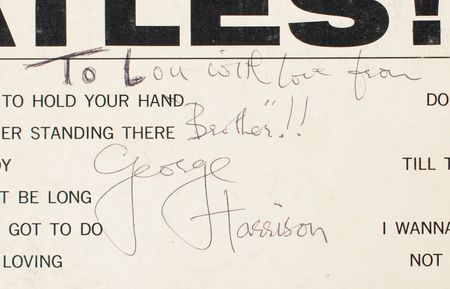 ATLES!
To Lou with love from
TO HOLD YOUR HAND DO
ER STANDING THERE "Brother"!!
OY TILL T
George
T BE LONG
GOT TO DO Harrison I WANNA
LOVING NOT